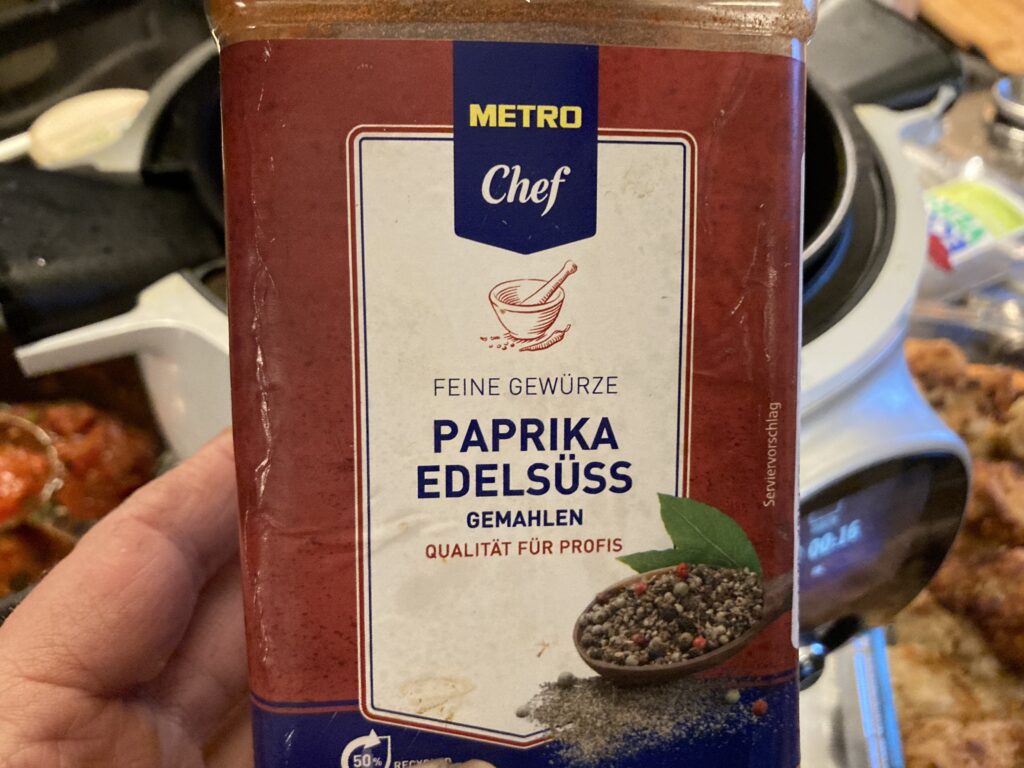 METRO
Chef
FEINE GEWÜRZE
PAPRIKA
EDELSÜSS
GEMAHLEN
QUALITÄT FÜR PROFIS
Serviervorschlag
00:16
50%